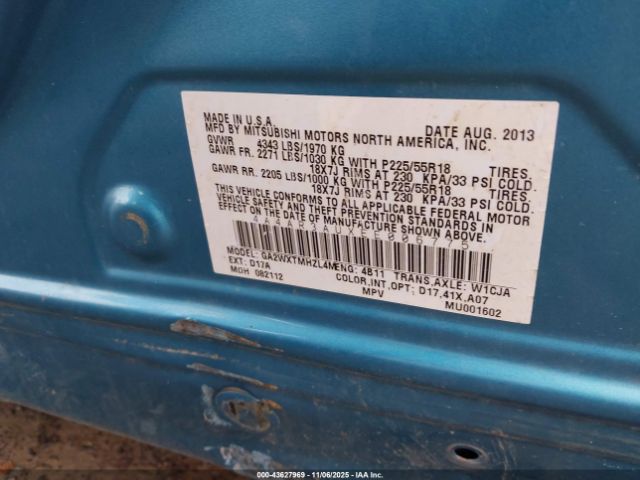 MADE IN U.S.A. DATE AUG. 2013
MFD BY MITSUBISHI MOTORS NORTH AMERICA, INC.
GVWR 4343 LBS/1970 KG
GAWR FR. 2271 LBS/1030 KG WITH P225/55R18 TIRES.
18X7J RIMS AT 230 KPA/33 PSI COLD.
GAWR RR. 2205 LBS/1000 KG WITH P225/55R18 TIRES.
18X7J RIMS AT 230 KPA/33 PSI COLD.
THIS VEHICLE CONFORMS TO ALL APPLICABLE FEDERAL MOTOR
VEHICLE SAFETY AND THEFT PREVENTION STANDARDS IN
EFFECT ON THE DATE OF MANUFACTURE SHOWN ABOVE.
4A4AR3AUXEE006775
MODEL: GA2WXTMHZL4M ENG: 4B11 TRANS,AXLE: W1CJA
EXT: D17A COLOR,INT,OPT: D17,41X,A07
MOH 082112 MPV MU001602
000-43627969 - 11/06/2025 - IAA Inc.